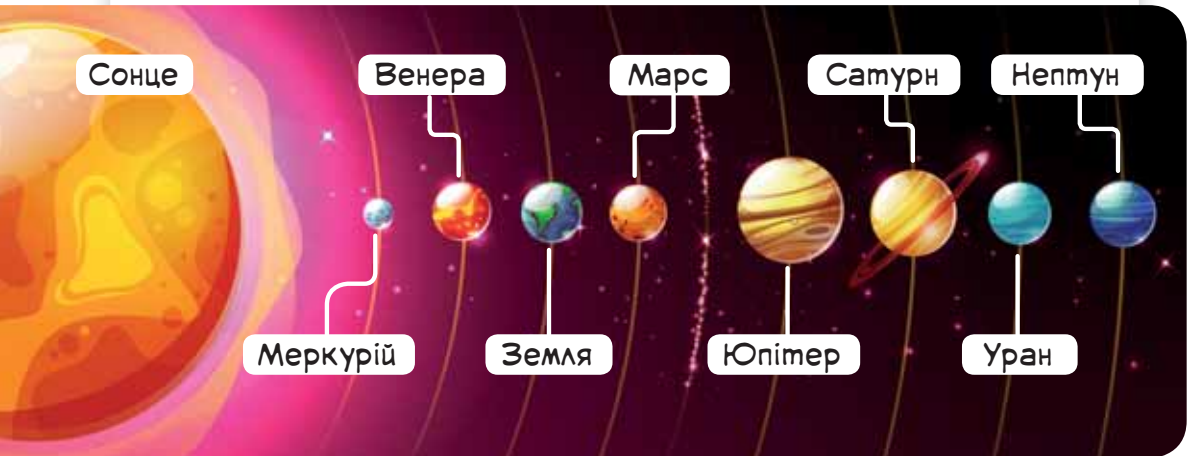 Сонце
Венера
Марс
Сатурн
Нептун
Меркурій
Земля
Юпітер
Уран